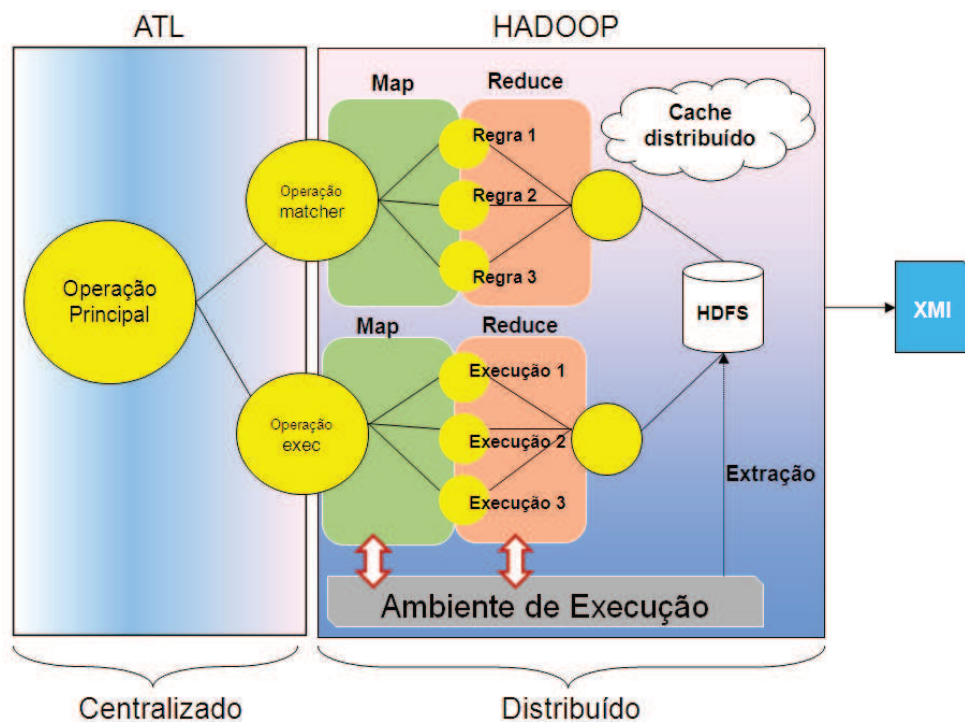 ATL
HADOOP
Map
Reduce
Cache
distribuído
Regra 1
Operação
matcher
Regra 2
Regra 3
Operação
Principal
HDFS
XMI
Map
Reduce
Execução 1
Operação
exec
Execução 2
Extração
Execução 3
Ambiente de Execução
Centralizado
Distribuído